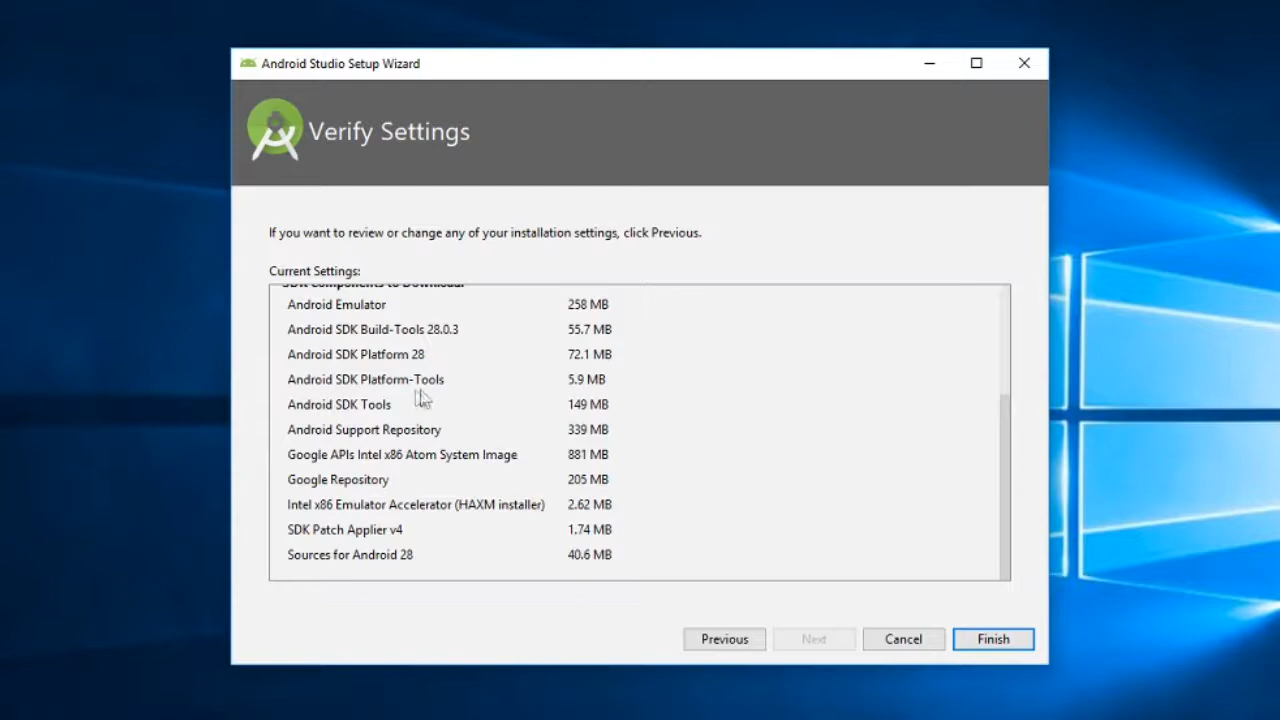 Android Studio Setup Wizard
Verify Settings
If you want to review or change any of your installation settings, click Previous.
Current Settings:
SDK Components to Download:
Android Emulator 258 MB
Android SDK Build-Tools 28.0.3 55.7 MB
Android SDK Platform 28 72.1 MB
Android SDK Platform-Tools 5.9 MB
Android SDK Tools 149 MB
Android Support Repository 339 MB
Google APIs Intel x86 Atom System Image 881 MB
Google Repository 205 MB
Intel x86 Emulator Accelerator (HAXM installer) 2.62 MB
SDK Patch Applier v4 1.74 MB
Sources for Android 28 40.6 MB
Previous Next Cancel Finish